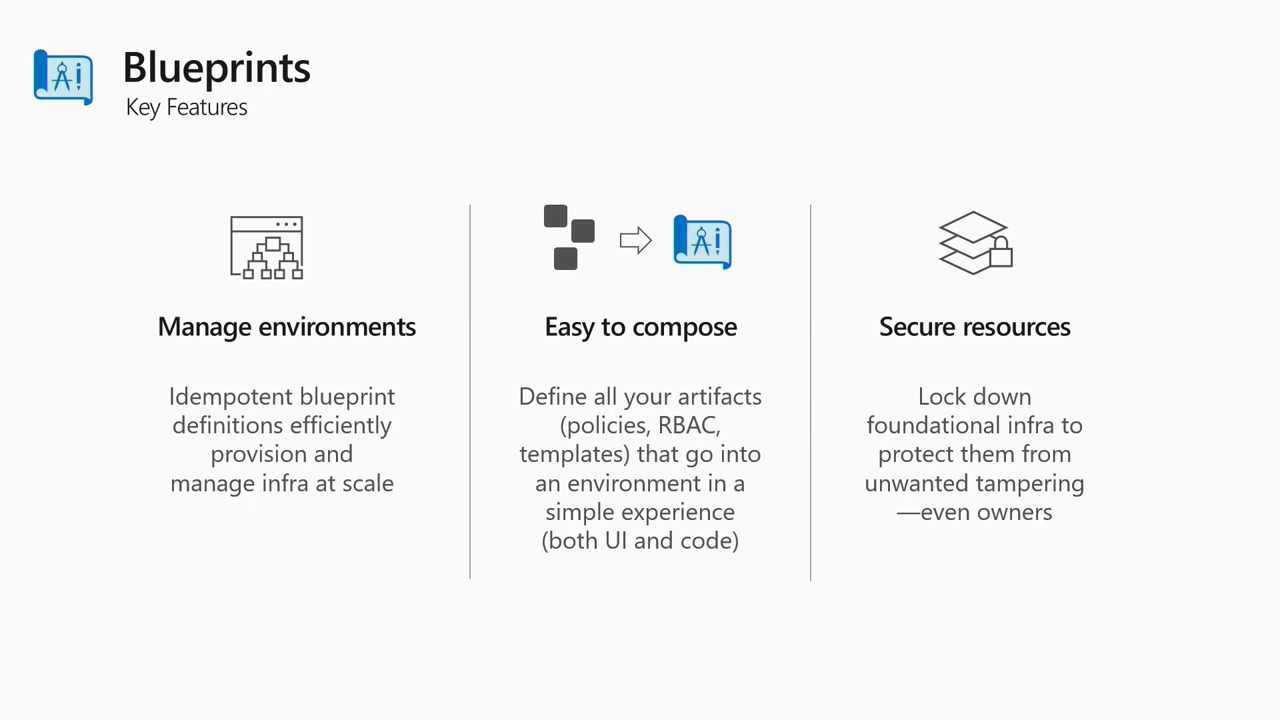 Blueprints
Key Features
Manage environments
Idempotent blueprint
definitions efficiently
provision and
manage infra at scale
Easy to compose
Define all your artifacts
(policies, RBAC,
templates) that go into
an environment in a
simple experience
(both UI and code)
Secure resources
Lock down
foundational infra to
protect them from
unwanted tampering
—even owners